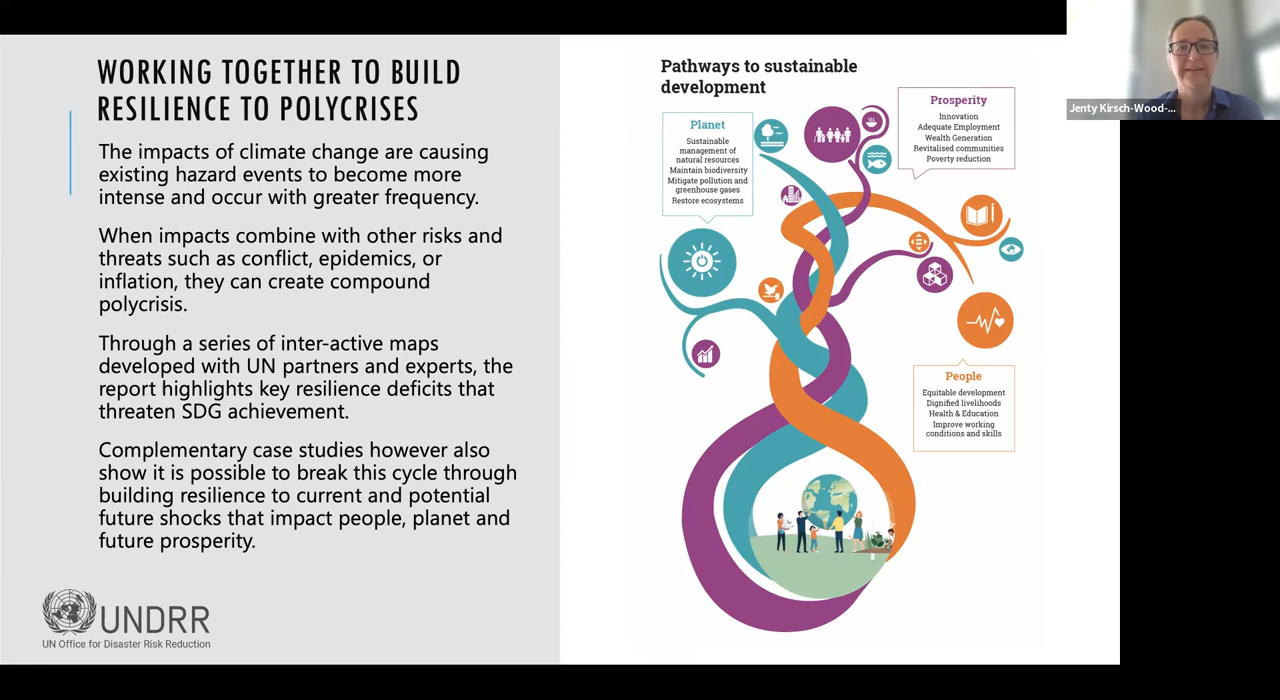 WORKING TOGETHER TO BUILD
RESILIENCE TO POLYCRISES
The impacts of climate change are causing
existing hazard events to become more
intense and occur with greater frequency.
When impacts combine with other risks and
threats such as conflict, epidemics, or
inflation, they can create compound
polycrisis.
Through a series of inter-active maps
developed with UN partners and experts, the
report highlights key resilience deficits that
threaten SDG achievement.
Complementary case studies however also
show it is possible to break this cycle through
building resilience to current and potential
future shocks that impact people, planet and
future prosperity.
UNDRR
UN Office for Disaster Risk Reduction
Pathways to sustainable
development
Planet
Sustainable
management of
natural resources
Maintain biodiversity
Mitigate pollution and
greenhouse gases
Restore ecosystems
Prosperity
Innovation
Adequate Employment
Wealth Generation
Revitalised communities
Poverty reduction
People
Equitable development
Dignified livelihoods
Health & Education
Improve working
conditions and skills
Jenty Kirsch-Wood-...